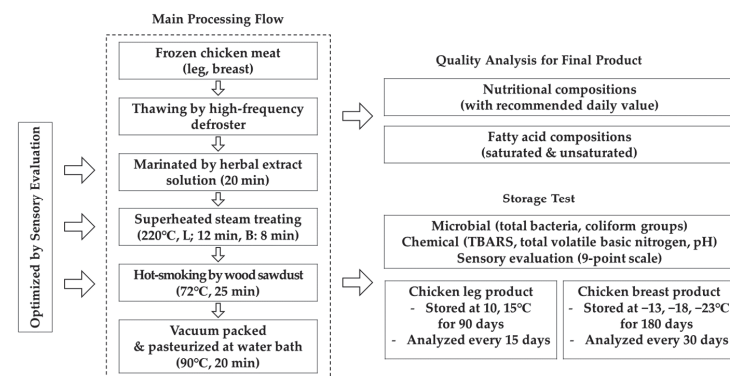 Main Processing Flow
Optimized by Sensory Evaluation
Frozen chicken meat
(leg, breast)
Thawing by high-frequency
defroster
Marinated by herbal extract
solution (20 min)
Superheated steam treating
(220℃, L; 12 min, B: 8 min)
Hot-smoking by wood sawdust
(72℃, 25 min)
Vacuum packed
& pasteurized at water bath
(90℃, 20 min)
Quality Analysis for Final Product
Nutritional compositions
(with recommended daily value)
Fatty acid compositions
(saturated & unsaturated)
Storage Test
Microbial (total bacteria, coliform groups)
Chemical (TBARS, total volatile basic nitrogen, pH)
Sensory evaluation (9-point scale)
Chicken leg product
- Stored at 10, 15℃
for 90 days
- Analyzed every 15 days
Chicken breast product
- Stored at −13, −18, −23℃
for 180 days
- Analyzed every 30 days